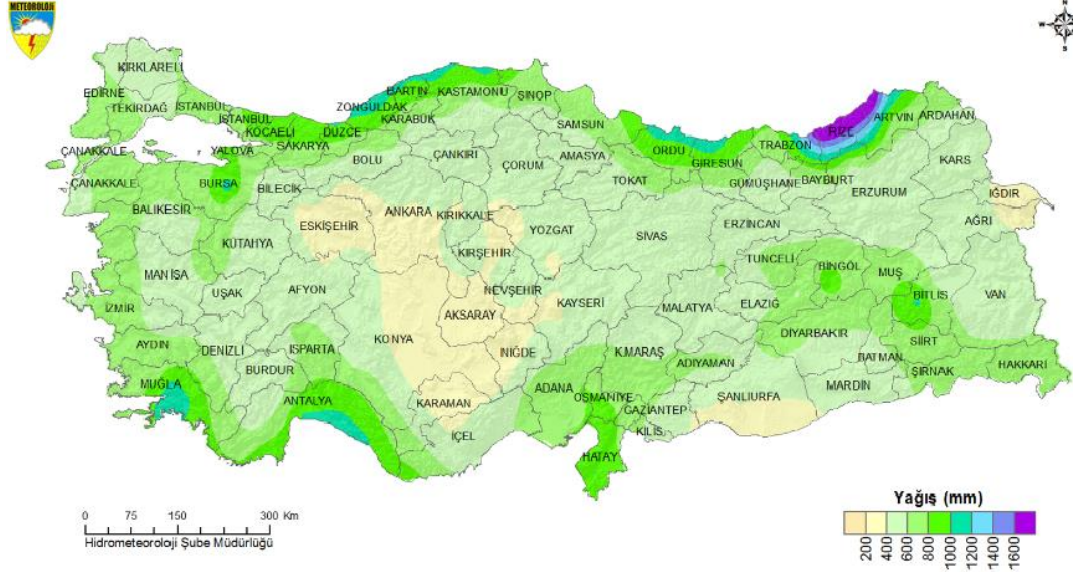 METEOROLOJİ
N
W
S
KIRKLARELİ
EDİRNE
TEKİRDAĞ
İSTANBUL
İSTANBUL
KOCAELİ
YALOVA
SAKARYA
DÜZCE
ZONGULDAK
BARTIN
KARABÜK
KASTAMONU
SİNOP
SAMSUN
ORDU
GİRESUN
TRABZON
RİZE
ARTVİN
ARDAHAN
ÇANAKKALE
ÇANAKKALE
BURSA
BİLECİK
BOLU
ÇANKIRI
ÇORUM
AMASYA
TOKAT
GÜMÜŞHANE
BAYBURT
ERZURUM
KARS
IĞDIR
AĞRI
BALIKESİR
KÜTAHYA
ESKİŞEHİR
ANKARA
KIRIKKALE
YOZGAT
SİVAS
ERZİNCAN
KIRŞEHİR
TUNCELİ
BİNGÖL
MUŞ
BİTLİS
VAN
MANİSA
UŞAK
AFYON
NEVŞEHİR
KAYSERİ
MALATYA
ELAZIĞ
İZMİR
AKSARAY
KONYA
DİYARBAKIR
SİİRT
AYDIN
DENİZLİ
ISPARTA
NİĞDE
K.MARAŞ
ADIYAMAN
BATMAN
ŞIRNAK
HAKKARİ
BURDUR
MUĞLA
ANTALYA
KARAMAN
ADANA
OSMANİYE
GAZİANTEP
ŞANLIURFA
MARDİN
İÇEL
KİLİS
HATAY
0 75 150 300 Km
Hidrometeoroloji Şube Müdürlüğü
Yağış (mm)
200 400 600 800 1000 1200 1400 1600